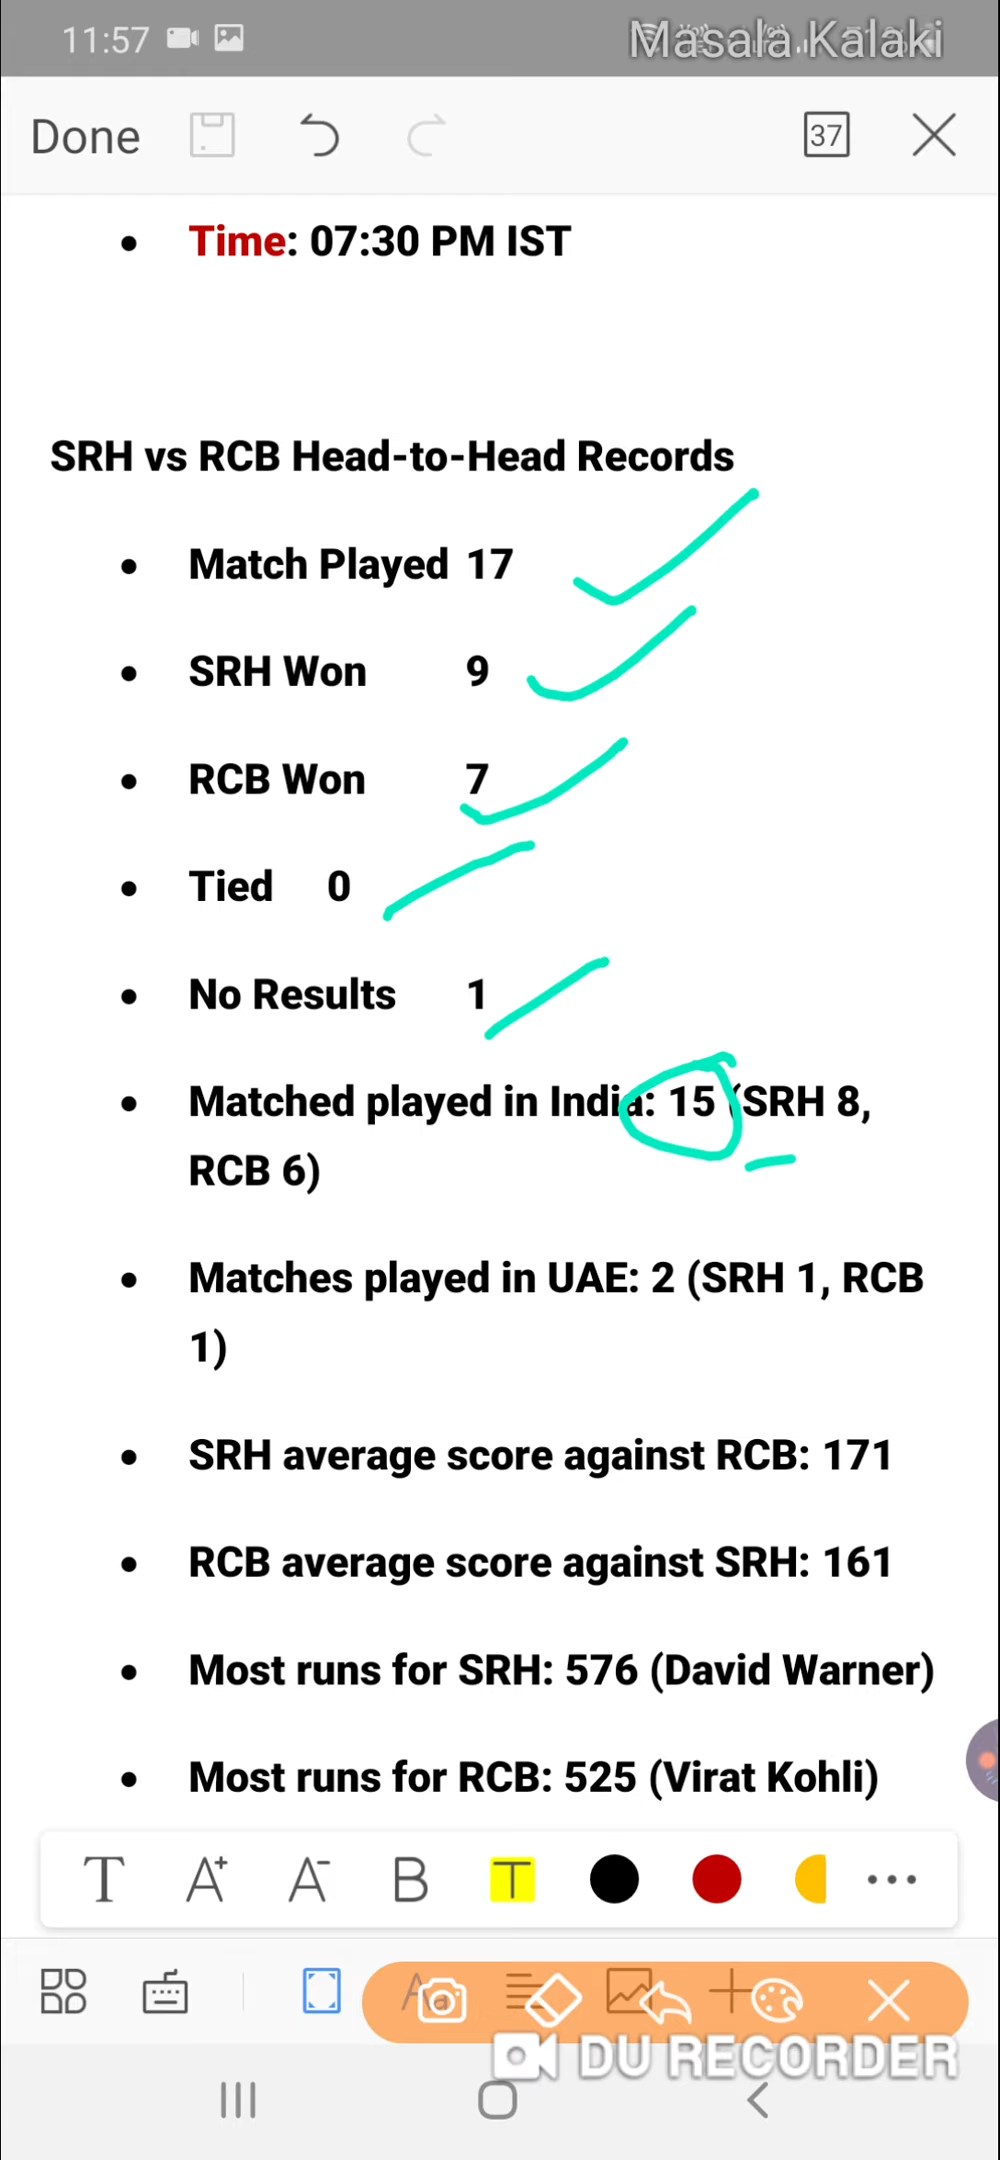 11:57 Masala Kalaki
Done 37
• Time: 07:30 PM IST
SRH vs RCB Head-to-Head Records
• Match Played 17
• SRH Won 9
• RCB Won 7
• Tied 0
• No Results 1
• Matched played in India: 15 (SRH 8,
RCB 6)
• Matches played in UAE: 2 (SRH 1, RCB
1)
• SRH average score against RCB: 171
• RCB average score against SRH: 161
• Most runs for SRH: 576 (David Warner)
• Most runs for RCB: 525 (Virat Kohli)
T A+ A- B T
Aa
DU RECORDER